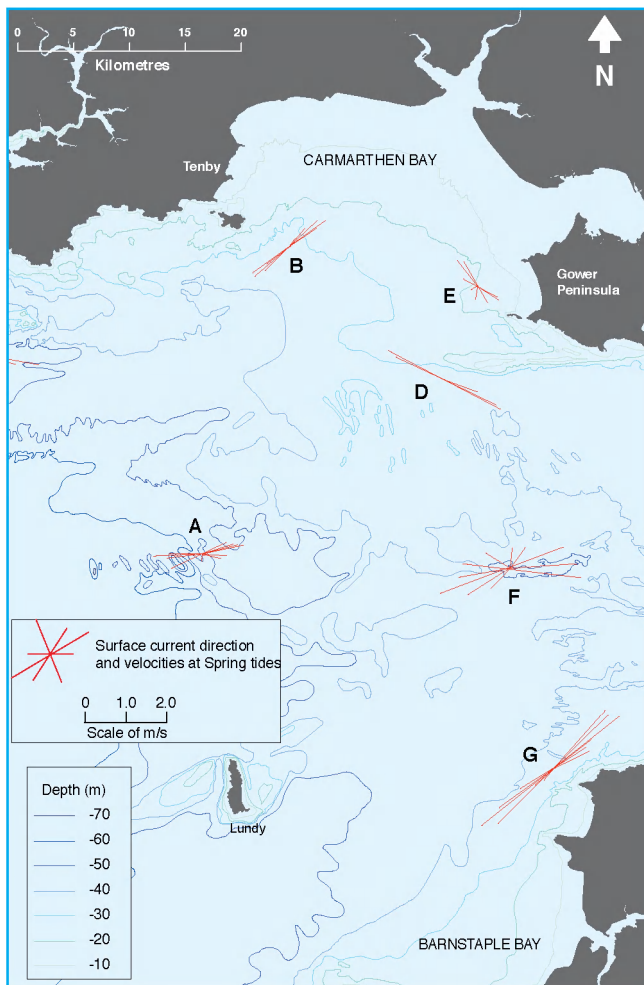 0 5 10 15 20
Kilometres
N
Tenby
CARMARTHEN BAY
B
E
Gower
Peninsula
D
A
F
Surface current direction
and velocities at Spring tides
0 1.0 2.0
Scale of m/s
G
Depth (m)
-70
-60
-50
-40
-30
-20
-10
Lundy
BARNSTAPLE BAY